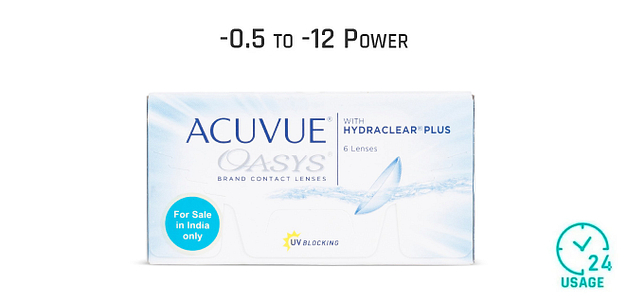 -0.5 to -12 Power
ACUVUE®
OASYS®
BRAND CONTACT LENSES
WITH
HYDRACLEAR® PLUS
6 Lenses
For Sale
in India
only
UV BLOCKING
24
USAGE